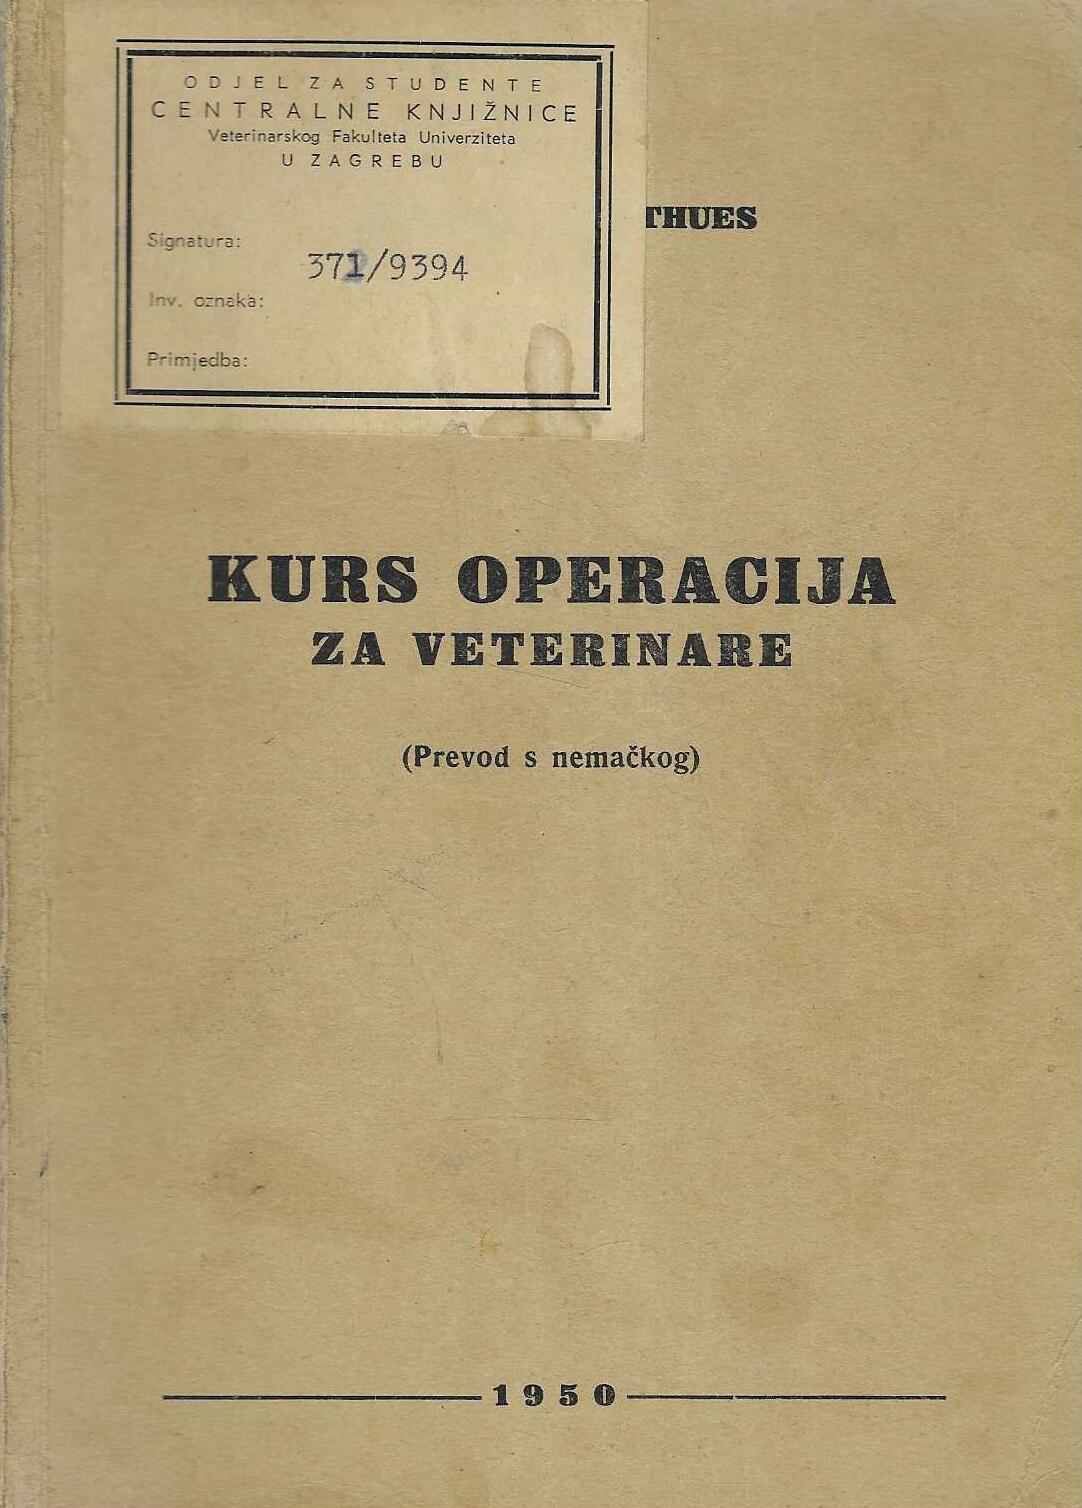 ODJEL ZA STUDENTE
CENTRALNE KNJIŽNICE
Veterinarskog Fakulteta Univerziteta
U ZAGREBU
THUES
Signatura:
371/9394
Inv. oznaka:
Primjedba:
KURS OPERACIJA
ZA VETERINARE
(Prevod s nemačkog)
1950